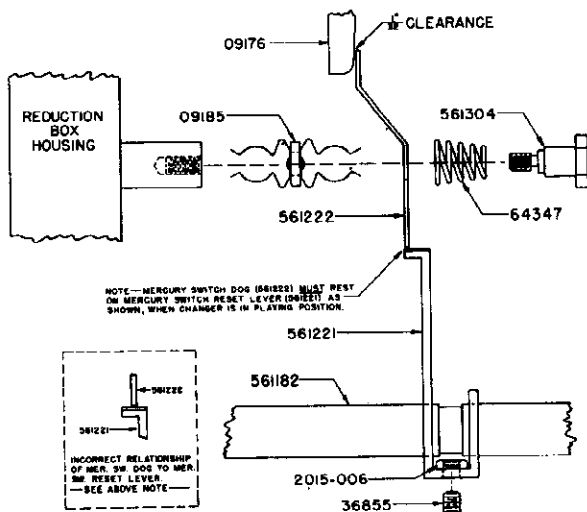 09176
CLEARANCE
REDUCTION
BOX
HOUSING
09185
561304
64347
561222
NOTE—MERCURY SWITCH DOG (561222) MUST REST
ON MERCURY SWITCH RESET LEVER (561221) AS
SHOWN, WHEN CHANGER IS IN PLAYING POSITION.
561221
561182
561222
561221
INCORRECT RELATIONSHIP
OF MER. SW. DOG TO MER.
SW. RESET LEVER.
—SEE ABOVE NOTE—
2015-006
36855